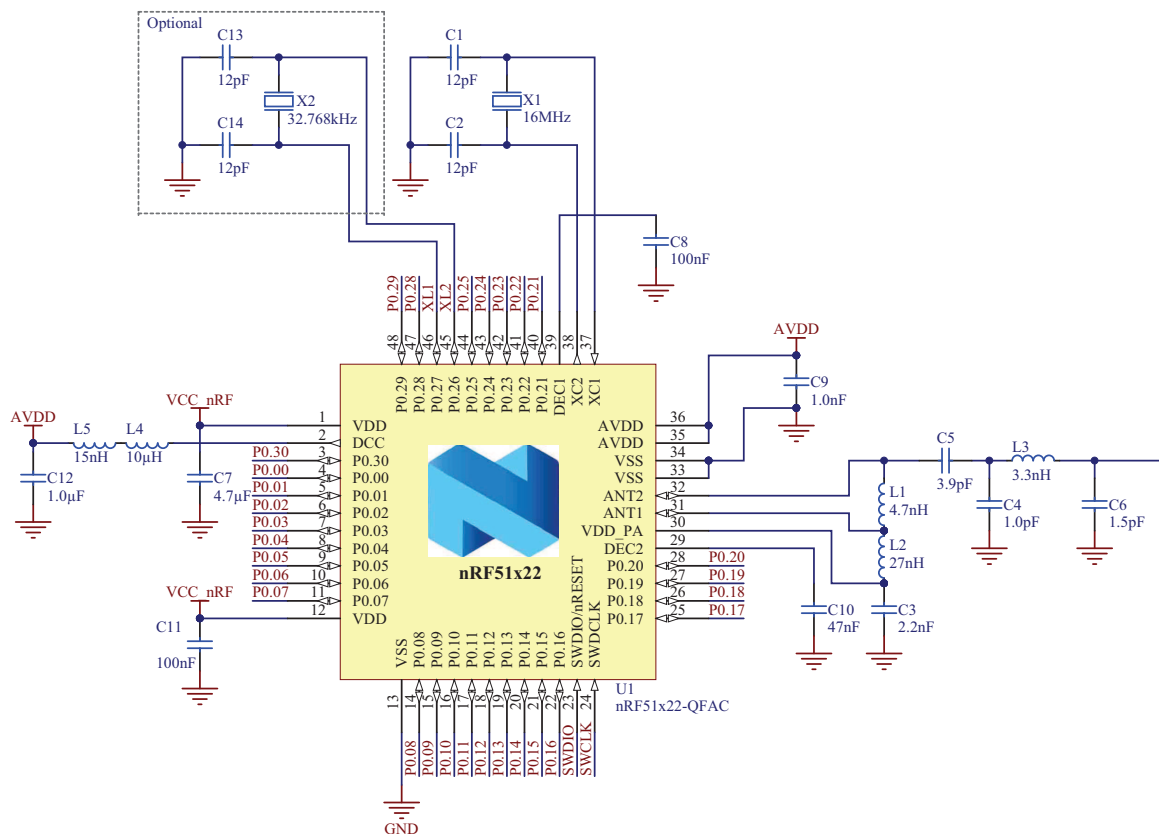 Optional
C13
12pF
X2
32.768kHz
C14
12pF
C1
12pF
X1
16MHz
C2
12pF
C8
100nF
P0.29
P0.28
XL1
XL2
P0.25
P0.24
P0.23
P0.22
P0.21
48
47
46
45
44
43
42
41
40
39
38
37
P0.29
P0.28
P0.27
P0.26
P0.25
P0.24
P0.23
P0.22
P0.21
DEC1
XC2
XC1
AVDD
L5
15nH
L4
10µH
C12
1.0µF
VCC_nRF
C7
4.7µF
P0.30
P0.00
P0.01
P0.02
P0.03
P0.04
P0.05
P0.06
P0.07
VCC_nRF
C11
100nF
1 VDD
2 DCC
3 P0.30
4 P0.00
5 P0.01
6 P0.02
7 P0.03
8 P0.04
9 P0.05
10 P0.06
11 P0.07
12 VDD
nRF51x22
AVDD 36
AVDD 35
VSS 34
VSS 33
ANT2 32
ANT1 31
VDD_PA 30
DEC2 29
P0.20 28 P0.20
P0.19 27 P0.19
P0.18 26 P0.18
P0.17 25 P0.17
AVDD
C9
1.0nF
C5
3.9pF
L3
3.3nH
L1
4.7nH
C4
1.0pF
C6
1.5pF
L2
27nH
C10
47nF
C3
2.2nF
VSS
P0.08
P0.09
P0.10
P0.11
P0.12
P0.13
P0.14
P0.15
P0.16
SWDIO/nRESET
SWDCLK
U1
nRF51x22-QFAC
13
14
15
16
17
18
19
20
21
22
23
24
P0.08
P0.09
P0.10
P0.11
P0.12
P0.13
P0.14
P0.15
P0.16
SWDIO
SWCLK
GND